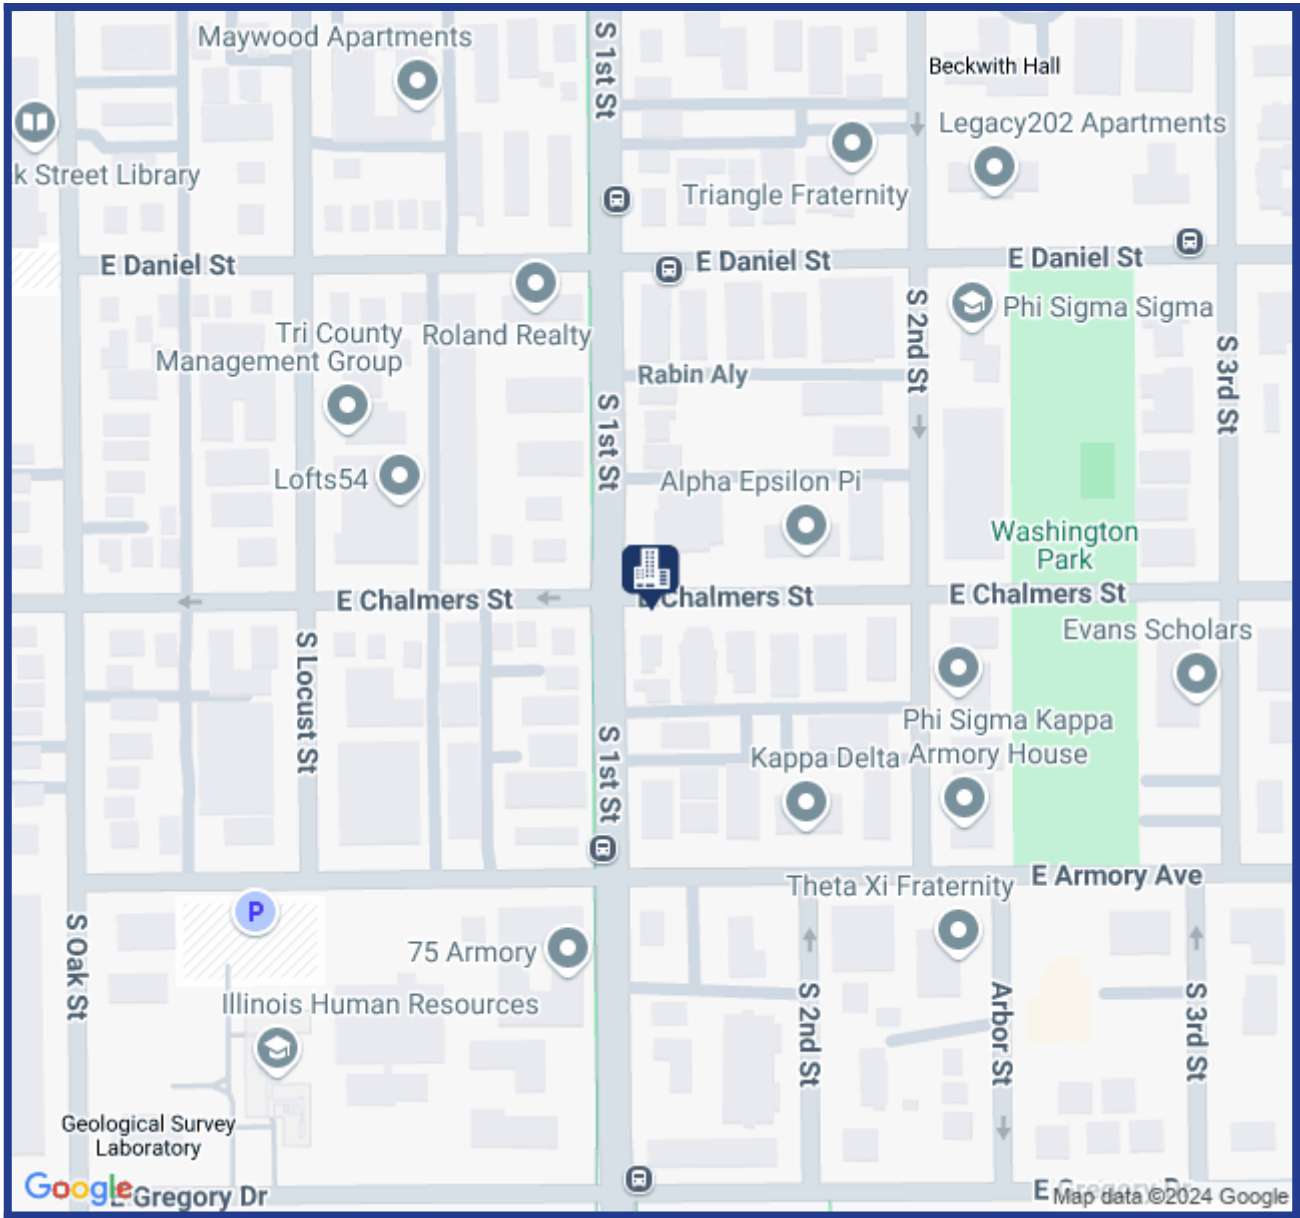 Maywood Apartments
S 1st St
Beckwith Hall
Legacy202 Apartments
k Street Library
Triangle Fraternity
E Daniel St
E Daniel St
E Daniel St
S 2nd St
Phi Sigma Sigma
Tri County
Management Group
Roland Realty
S 3rd St
Rabin Aly
S 1st St
Lofts54
Alpha Epsilon Pi
Washington
Park
E Chalmers St
E Chalmers St
E Chalmers St
Evans Scholars
S Locust St
Phi Sigma Kappa
S 1st St
Kappa Delta
Armory House
E Armory Ave
Theta Xi Fraternity
P
S Oak St
75 Armory
Illinois Human Resources
S 2nd St
Arbor St
S 3rd St
Geological Survey
Laboratory
Google
E Gregory Dr
E Gregory Dr
Map data ©2024 Google